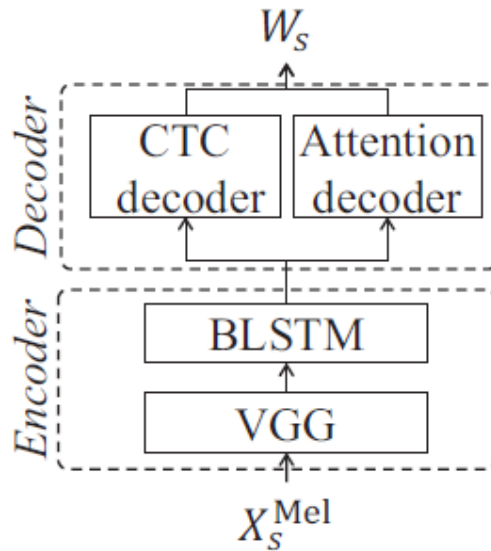 W_s
Decoder
CTC decoder
Attention decoder
Encoder
BLSTM
VGG
X_s^Mel